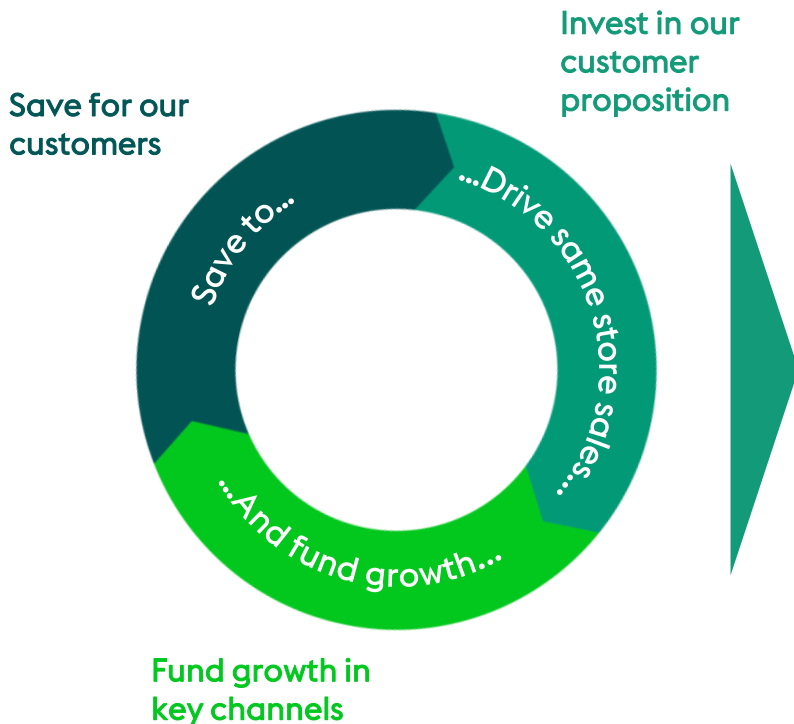 Invest in our
customer
proposition
Save for our
customers
Save to...
...Drive same store sales...
...And fund growth...
Fund growth in
key channels